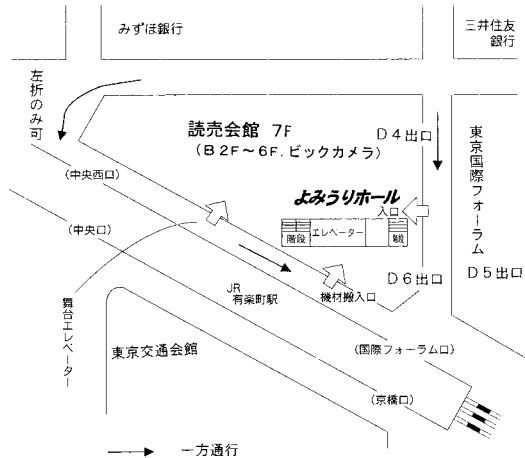 みずほ銀行
三井住友
銀行
左折のみ可
読売会館 7F
(B2F～6F.ビックカメラ)
D4出口
東京国際フォーラム
(中央西口)
よみうりホール
入口
(中央口)
階段
エレベーター
階段
D6出口
D5出口
JR
有楽町駅
機材搬入口
舞台エレベーター
東京交通会館
(国際フォーラム口)
(京橋口)
一方通行